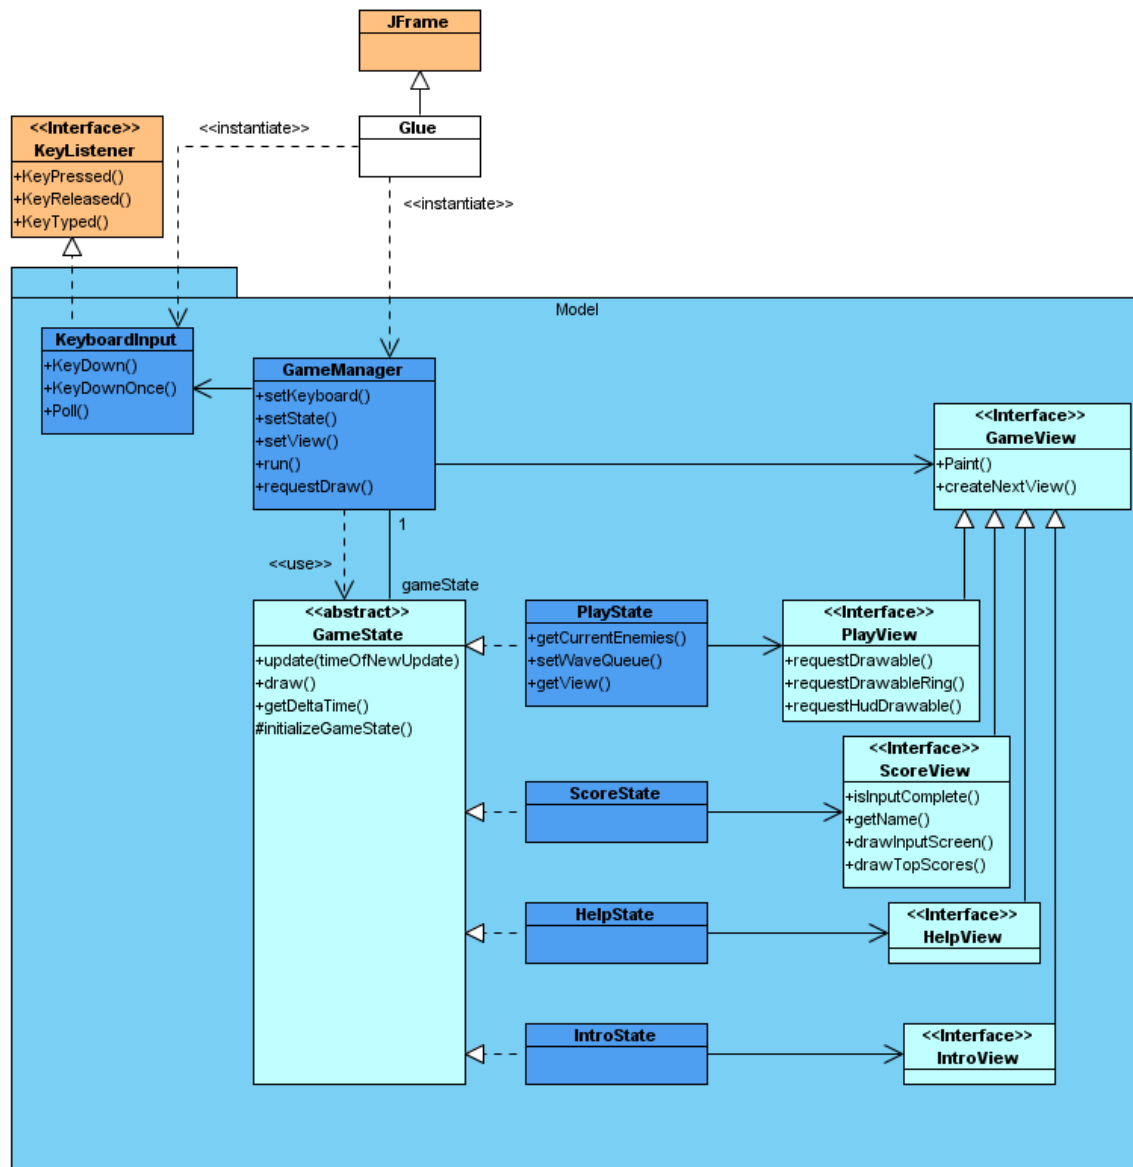 JFrame
Glue
<<instantiate>>
<<instantiate>>
<<Interface>>
KeyListener
+KeyPressed()
+KeyReleased()
+KeyTyped()
Model
KeyboardInput
+KeyDown()
+KeyDownOnce()
+Poll()
GameManager
+setKeyboard()
+setState()
+setView()
+run()
+requestDraw()
<<Interface>>
GameView
+Paint()
+createNextView()
1
<<use>>
gameState
<<abstract>>
GameState
+update(timeOfNewUpdate)
+draw()
+getDeltaTime()
#initializeGameState()
PlayState
+getCurrentEnemies()
+setWaveQueue()
+getView()
<<Interface>>
PlayView
+requestDrawable()
+requestDrawableRing()
+requestHudDrawable()
ScoreState
<<Interface>>
ScoreView
+isInputComplete()
+getName()
+drawInputScreen()
+drawTopScores()
HelpState
<<Interface>>
HelpView
IntroState
<<Interface>>
IntroView